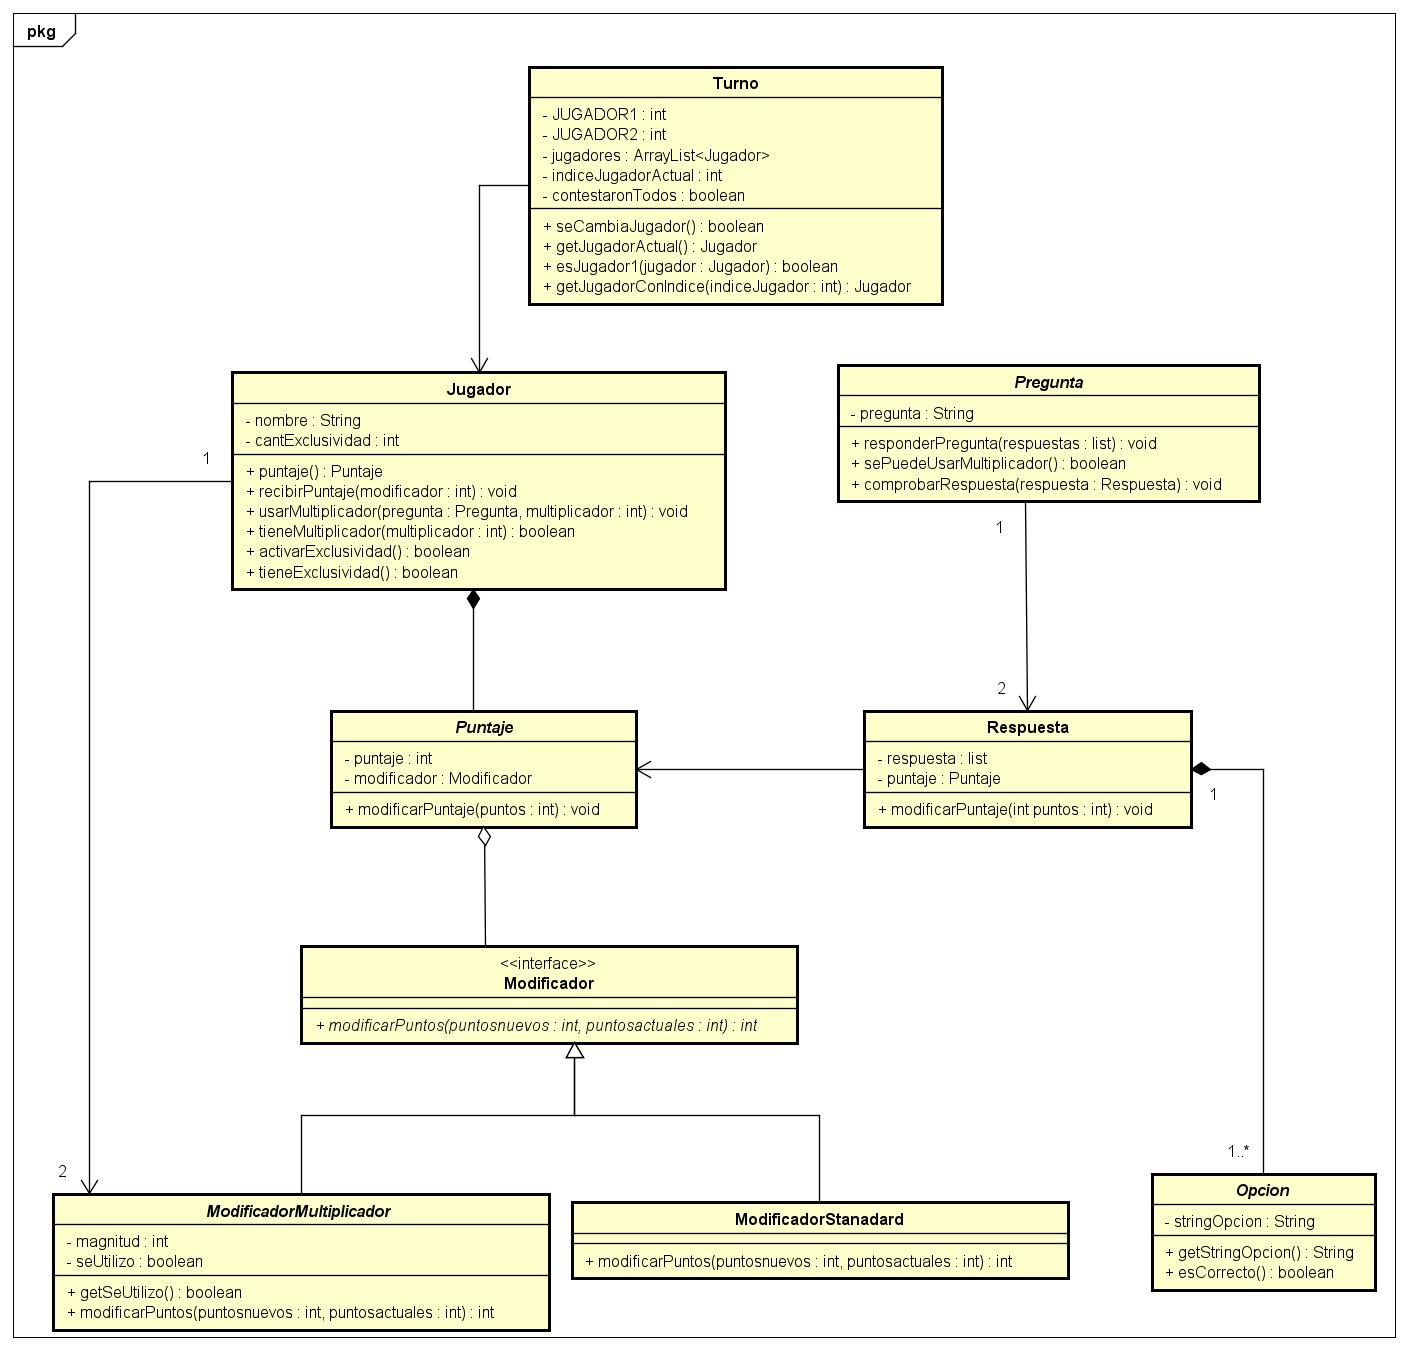 pkg
Turno
- JUGADOR1 : int
- JUGADOR2 : int
- jugadores : ArrayList<Jugador>
- indiceJugadorActual : int
- contestaronTodos : boolean
+ seCambiaJugador() : boolean
+ getJugadorActual() : Jugador
+ esJugador1(jugador : Jugador) : boolean
+ getJugadorConIndice(indiceJugador : int) : Jugador
Jugador
- nombre : String
- cantExclusividad : int
+ puntaje() : Puntaje
+ recibirPuntaje(modificador : int) : void
+ usarMultiplicador(pregunta : Pregunta, multiplicador : int) : void
+ tieneMultiplicador(multiplicador : int) : boolean
+ activarExclusividad() : boolean
+ tieneExclusividad() : boolean
1
Pregunta
- pregunta : String
+ responderPregunta(respuestas : list) : void
+ sePuedeUsarMultiplicador() : boolean
+ comprobarRespuesta(respuesta : Respuesta) : void
1
2
Puntaje
- puntaje : int
- modificador : Modificador
+ modificarPuntaje(puntos : int) : void
Respuesta
- respuesta : list
- puntaje : Puntaje
+ modificarPuntaje(int puntos : int) : void
1
<<interface>>
Modificador
+ modificarPuntos(puntosnuevos : int, puntosactuales : int) : int
1..*
2
ModificadorMultiplicador
- magnitud : int
- seUtilizo : boolean
+ getSeUtilizo() : boolean
+ modificarPuntos(puntosnuevos : int, puntosactuales : int) : int
ModificadorStanadard
+ modificarPuntos(puntosnuevos : int, puntosactuales : int) : int
Opcion
- stringOpcion : String
+ getStringOpcion() : String
+ esCorrecto() : boolean